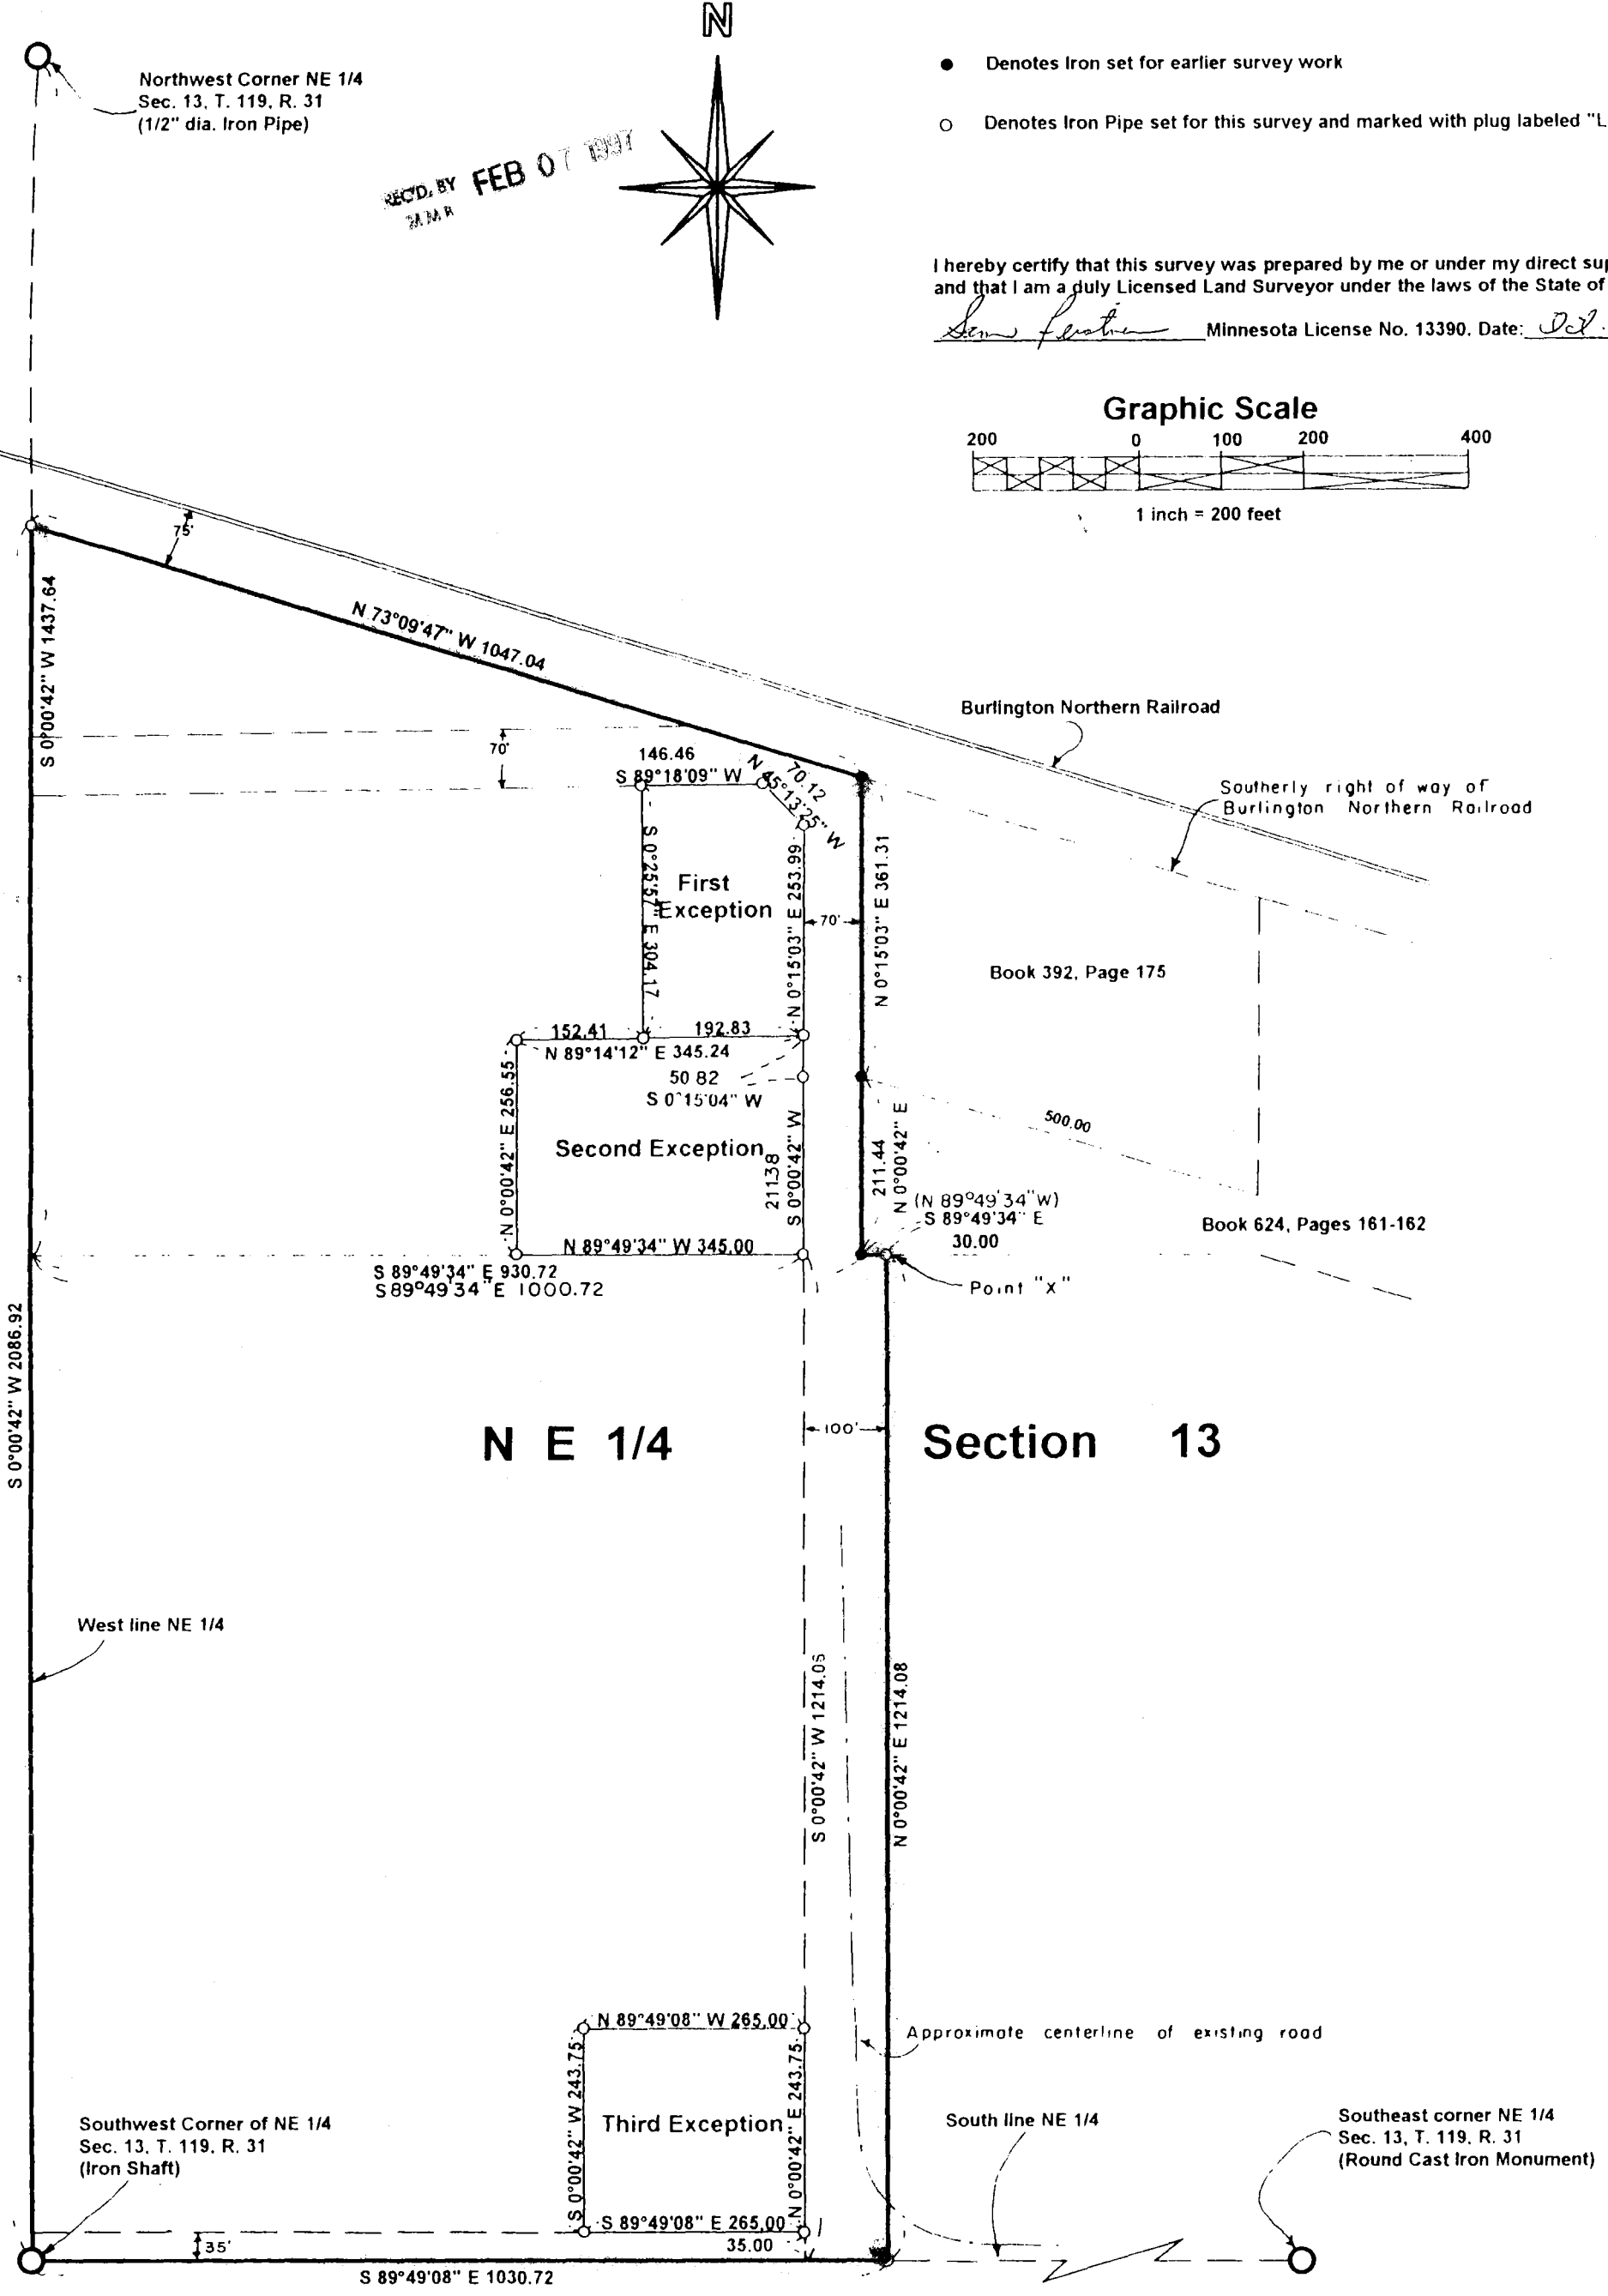 N
Northwest Corner NE 1/4
Sec. 13, T. 119, R. 31
(1/2" dia. Iron Pipe)
REC'D. BY FEB 07 1997
● Denotes Iron set for earlier survey work
○ Denotes Iron Pipe set for this survey and marked with plug labeled "L
I hereby certify that this survey was prepared by me or under my direct su
and that I am a duly Licensed Land Surveyor under the laws of the State of
Minnesota License No. 13390. Date: Oct.
Graphic Scale
200 0 100 200 400
1 inch = 200 feet
75'
S 0°00'42" W 1437.64
N 73°09'47" W 1047.04
Burlington Northern Railroad
Southerly right of way of
Burlington Northern Railroad
70'
146.46
S 89°18'09" W
70.12
N 45°13'25" W
S 0°25'57" E 304.17
First
Exception
N 0°15'03" E 253.99
70'
N 0°15'03" E 361.31
Book 392, Page 175
152.41 192.83
N 89°14'12" E 345.24
50 82
S 0°15'04" W
N 0°00'42" E 256.55
Second Exception
211.38
S 0°00'42" W
211.44
N 0°00'42" E
500.00
(N 89°49'34"W)
S 89°49'34" E
30.00
Book 624, Pages 161-162
N 89°49'34" W 345.00
S 89°49'34" E 930.72
S89°49'34"E 1000.72
Point "X"
S 0°00'42" W 2086.92
N E 1/4
100'
Section 13
West line NE 1/4
S 0°00'42" W 1214.05
N 0°00'42" E 1214.08
N 89°49'08" W 265.00
S 0°00'42" W 243.75
Third Exception
N 0°00'42" E 243.75
Approximate centerline of existing road
Southwest Corner of NE 1/4
Sec. 13, T. 119, R. 31
(Iron Shaft)
South line NE 1/4
Southeast corner NE 1/4
Sec. 13, T. 119, R. 31
(Round Cast Iron Monument)
S 89°49'08" E 265.00
35'
35.00
S 89°49'08" E 1030.72